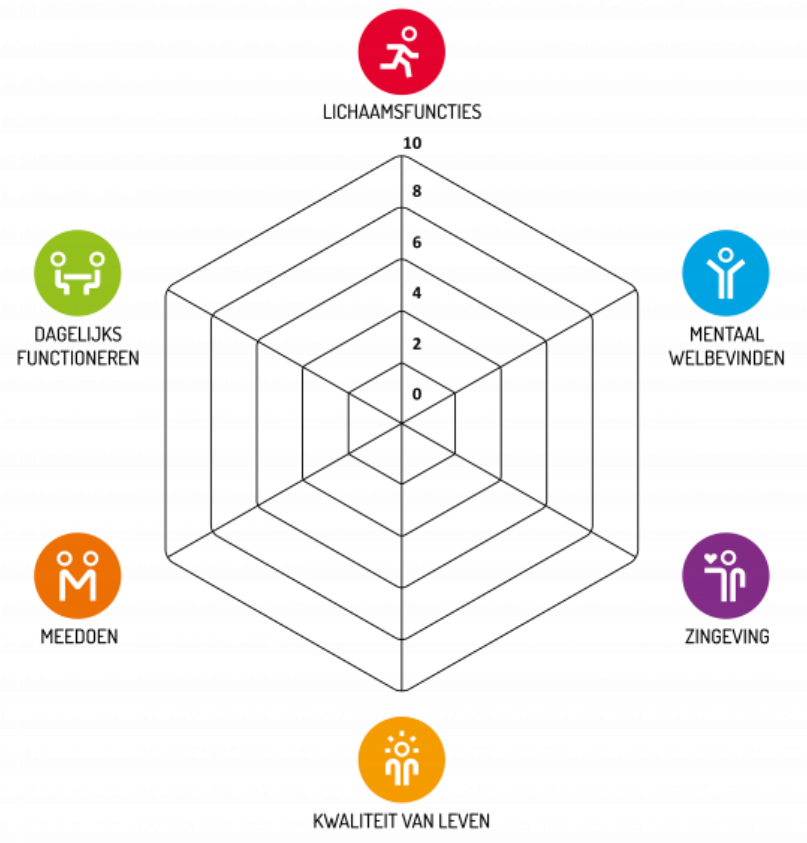 LICHAAMSFUNCTIES
10
8
6
4
2
0
DAGELIJKS
FUNCTIONEREN
MENTAAL
WELBEVINDEN
MEEDOEN
ZINGEVING
KWALITEIT VAN LEVEN